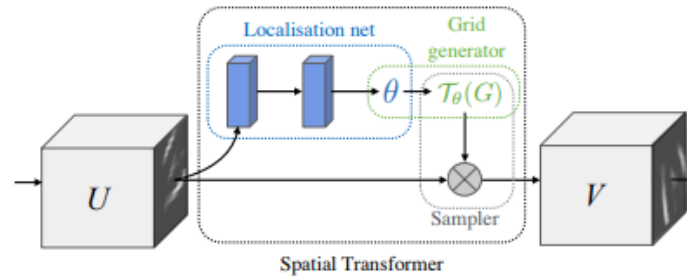 Localisation net
Grid
generator
θ
𝒯θ(G)
U
V
Sampler
Spatial Transformer